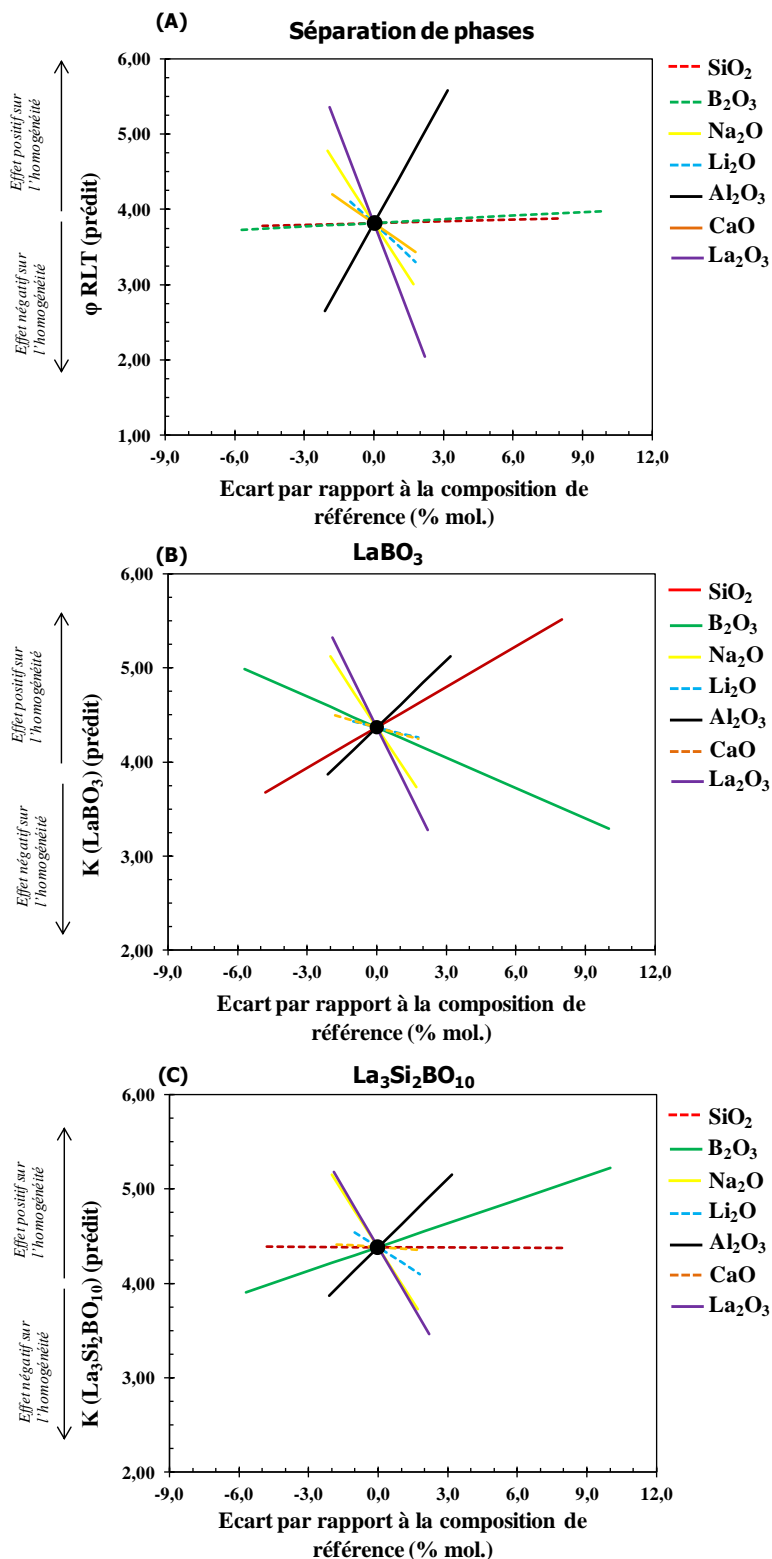 (A)
Séparation de phases
Effet positif sur
l'homogénéité
Effet négatif sur
l'homogénéité
φ RLT (prédit)
6,00
5,00
4,00
3,00
2,00
1,00
-9,0 -6,0 -3,0 0,0 3,0 6,0 9,0 12,0
Ecart par rapport à la composition de
référence (% mol.)
SiO₂
B₂O₃
Na₂O
Li₂O
Al₂O₃
CaO
La₂O₃
(B)
LaBO₃
Effet positif sur
l'homogénéité
Effet négatif sur
l'homogénéité
K (LaBO₃) (prédit)
6,00
5,00
4,00
3,00
2,00
-9,0 -6,0 -3,0 0,0 3,0 6,0 9,0 12,0
Ecart par rapport à la composition de
référence (% mol.)
SiO₂
B₂O₃
Na₂O
Li₂O
Al₂O₃
CaO
La₂O₃
(C)
La₃Si₂BO₁₀
Effet positif sur
l'homogénéité
Effet négatif sur
l'homogénéité
K (La₃Si₂BO₁₀) (prédit)
6,00
5,00
4,00
3,00
2,00
-9,0 -6,0 -3,0 0,0 3,0 6,0 9,0 12,0
Ecart par rapport à la composition de
référence (% mol.)
SiO₂
B₂O₃
Na₂O
Li₂O
Al₂O₃
CaO
La₂O₃